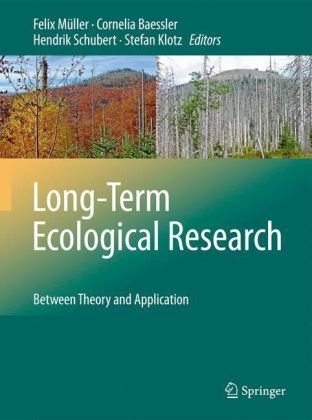 Felix Müller · Cornelia Baessler
Hendrik Schubert · Stefan Klotz Editors
Long-Term
Ecological Research
Between Theory and Application
Springer